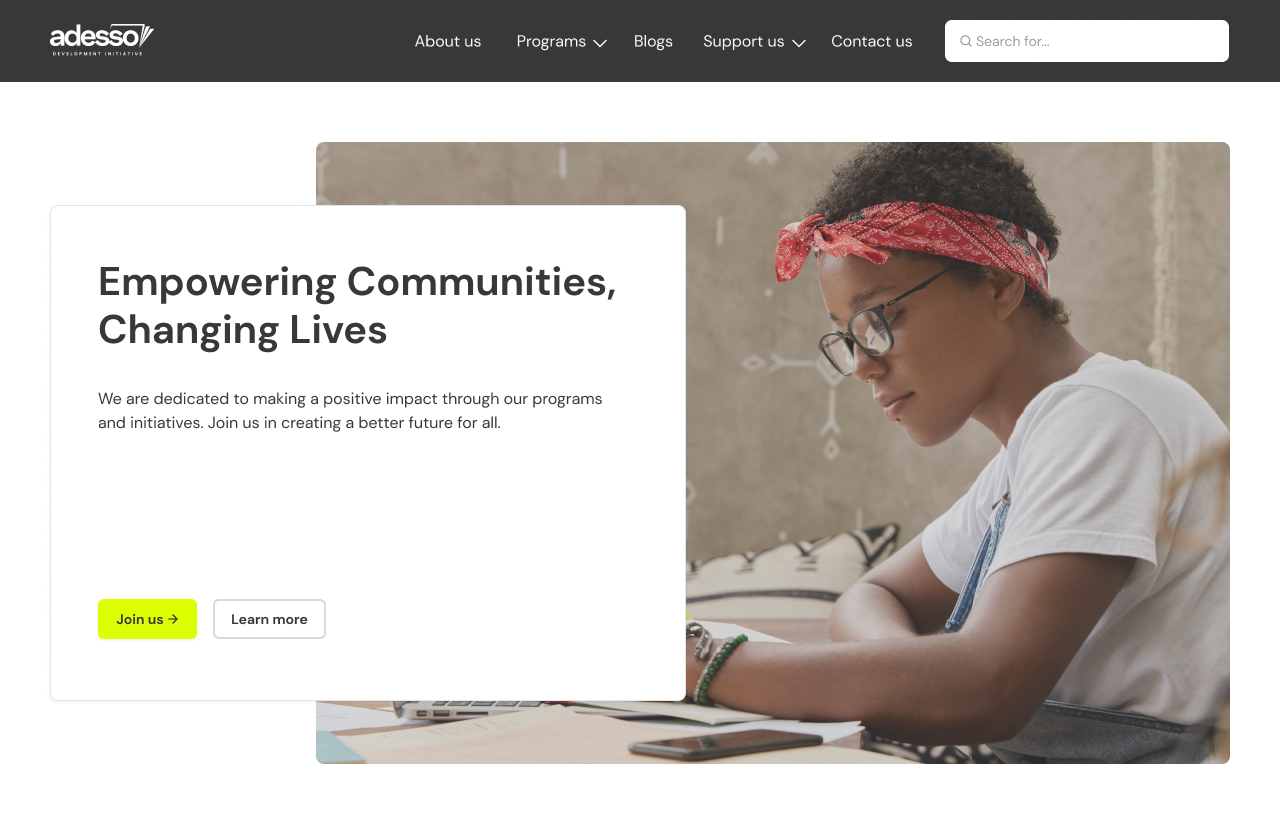 adesso
DEVELOPMENT INITIATIVE
About us
Programs
Blogs
Support us
Contact us
Search for...
Empowering Communities,
Changing Lives
We are dedicated to making a positive impact through our programs
and initiatives. Join us in creating a better future for all.
Join us →
Learn more